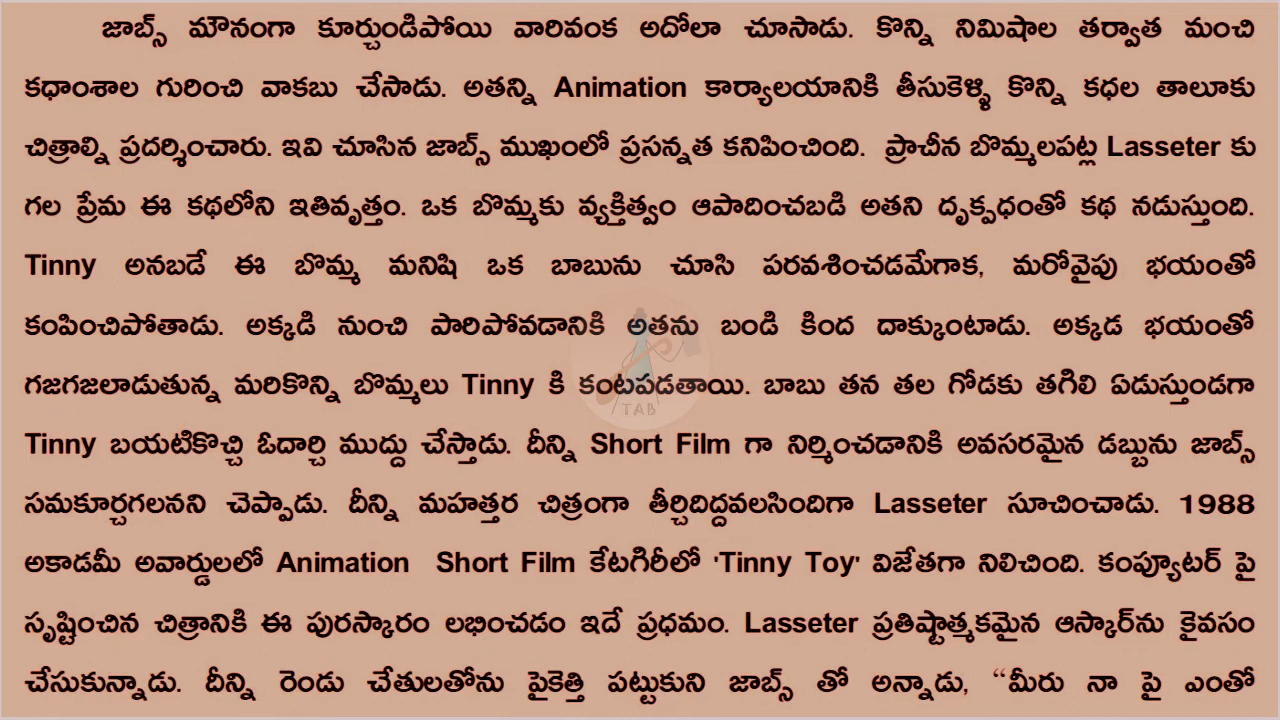 జాబ్స్ మౌనంగా కూర్చుండిపోయి వారివంక అదోలా చూసాడు. కొన్ని నిమిషాల తర్వాత మంచి
కధాంశాల గురించి వాకబు చేసాడు. అతన్ని Animation కార్యాలయానికి తీసుకెళ్ళి కొన్ని కధల తాలూకు
చిత్రాల్ని ప్రదర్శించారు. ఇవి చూసిన జాబ్స్ ముఖంలో ప్రసన్నత కనిపించింది. ప్రాచీన బొమ్మలపట్ల Lasseter కు
గల ప్రేమ ఈ కథలోని ఇతివృత్తం. ఒక బొమ్మకు వ్యక్తిత్వం ఆపాదించబడి అతని దృక్పధంతో కథ నడుస్తుంది.
Tinny అనబడే ఈ బొమ్మ మనిషి ఒక బాబును చూసి పరవశించడమేగాక, మరోవైపు భయంతో
కంపించిపోతాడు. అక్కడి నుంచి పారిపోవడానికి అతను బండి కింద దాక్కుంటాడు. అక్కడ భయంతో
గజగజలాడుతున్న మరికొన్ని బొమ్మలు Tinny కి కంటపడతాయి. బాబు తన తల గోడకు తగిలి ఏడుస్తుండగా
Tinny బయటికొచ్చి ఓదార్చి ముద్దు చేస్తాడు. దీన్ని Short Film గా నిర్మించడానికి అవసరమైన డబ్బును జాబ్స్
సమకూర్చగలనని చెప్పాడు. దీన్ని మహత్తర చిత్రంగా తీర్చిదిద్దవలసిందిగా Lasseter సూచించాడు. 1988
అకాడమీ అవార్డులలో Animation Short Film కేటగిరీలో 'Tinny Toy' విజేతగా నిలిచింది. కంప్యూటర్ పై
సృష్టించిన చిత్రానికి ఈ పురస్కారం లభించడం ఇదే ప్రధమం. Lasseter ప్రతిష్టాత్మకమైన ఆస్కార్‌ను కైవసం
చేసుకున్నాడు. దీన్ని రెండు చేతులతోను పైకెత్తి పట్టుకుని జాబ్స్ తో అన్నాడు, “మీరు నా పై ఎంతో
TAB